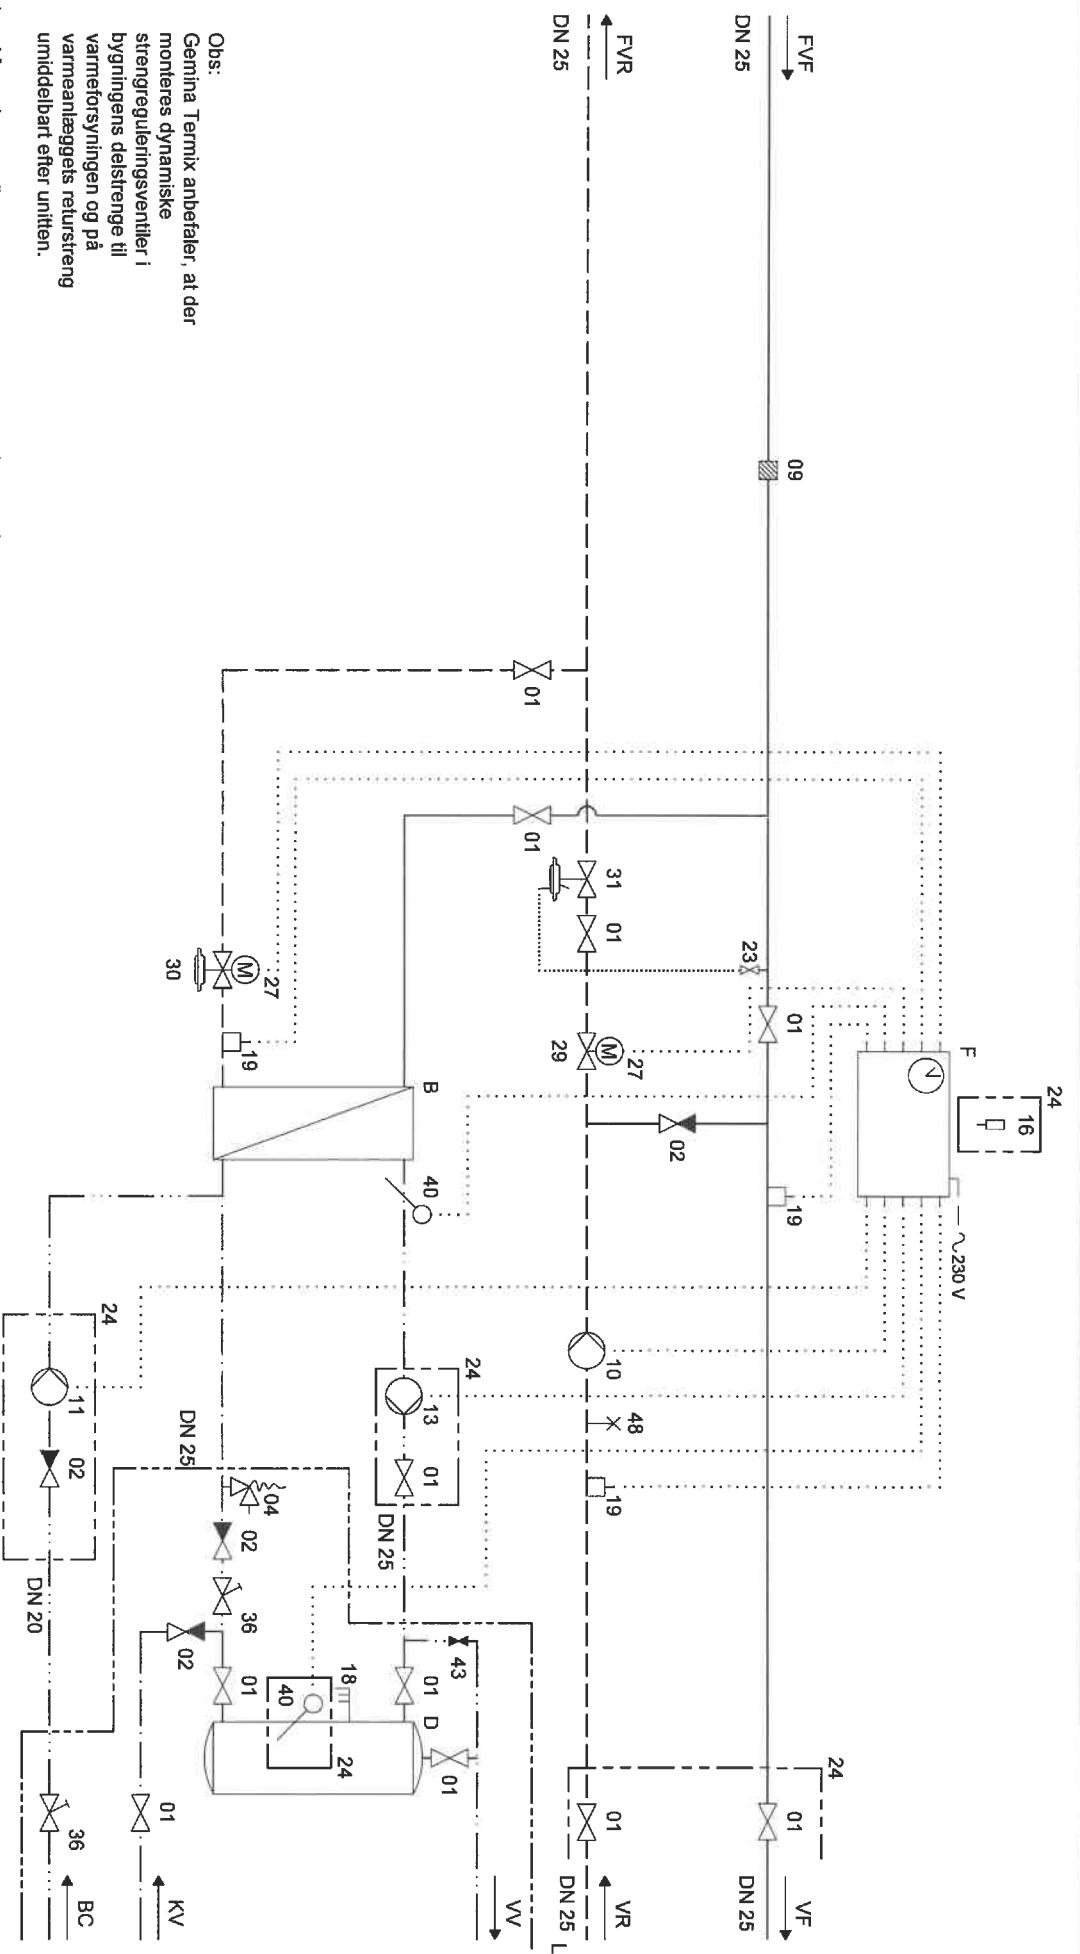 24
16
F
230 V
24
FVF
09
01
19
01
VF
DN 25
23
DN 25
02
FVR
31
01
27
10
48
19
01
VR
DN 25
29
DN 25
L
01
01
VV
24
43
B
40
13
01
01
D
01
DN 25
18
24
40
27
04
19
02
36
01
30
DN 25
02
01
KV
24
11
02
36
BC
DN 20
Obs:
Gemina Termix anbefaler, at der
monteres dynamiske
strengreguleringsventiler i
bygningens delstrenge til
varmeforsyningen og på
varmeanlæggets returstreng
umiddelbart efter unitten.